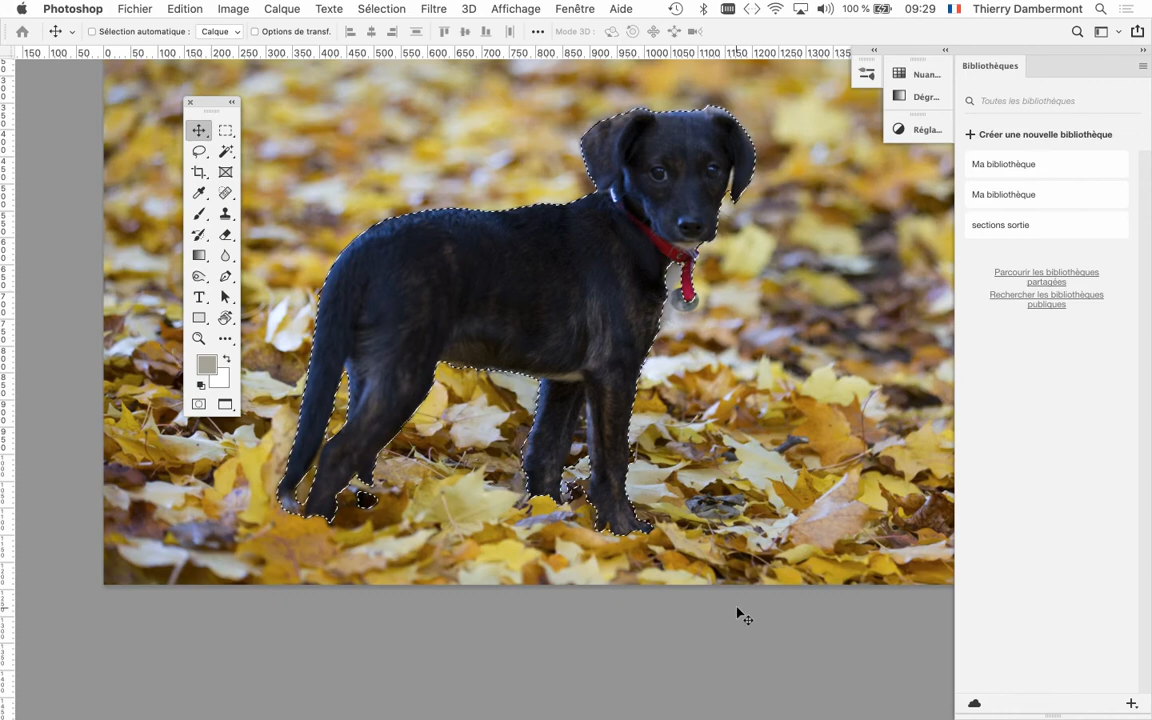 Photoshop Fichier Edition Image Calque Texte Sélection Filtre 3D Affichage Fenêtre Aide 100 % 09:29 Thierry Dambermont
Sélection automatique : Calque Options de transf. Mode 3D :
150 100 50 0 50 100 150 200 250 300 350 400 450 500 550 600 650 700 750 800 850 900 950 1000 1050 1100 1150 1200 1250 1300 1350
Nuan...
Dégr...
Régla...
Bibliothèques
Toutes les bibliothèques
Créer une nouvelle bibliothèque
Ma bibliothèque
Ma bibliothèque
sections sortie
Parcourir les bibliothèques
partagées
Rechercher les bibliothèques
publiques